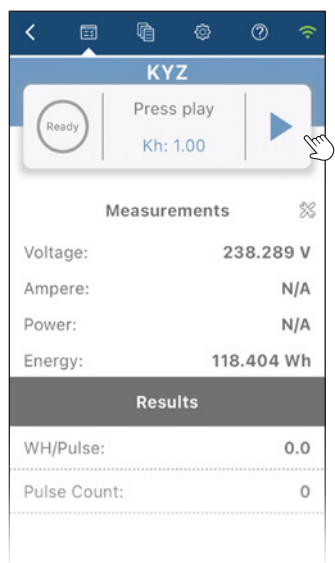 KYZ
Ready
Press play
Kh: 1.00
Measurements
Voltage: 238.289 V
Ampere: N/A
Power: N/A
Energy: 118.404 Wh
Results
WH/Pulse: 0.0
Pulse Count: 0